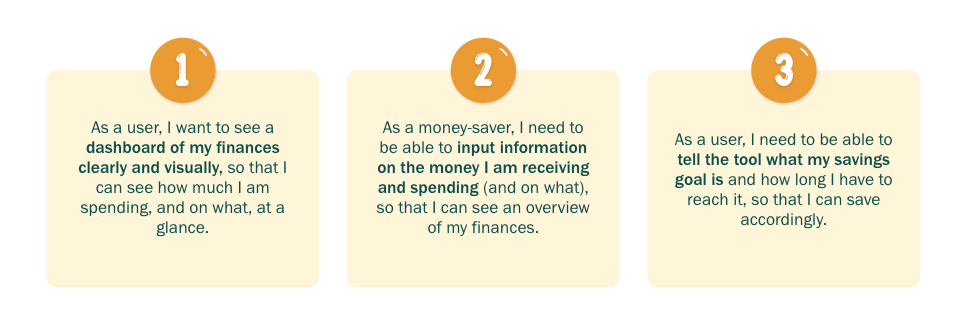 1
As a user, I want to see a
dashboard of my finances
clearly and visually, so that I
can see how much I am
spending, and on what, at a
glance.
2
As a money-saver, I need to
be able to input information
on the money I am receiving
and spending (and on what),
so that I can see an overview
of my finances.
3
As a user, I need to be able to
tell the tool what my savings
goal is and how long I have to
reach it, so that I can save
accordingly.